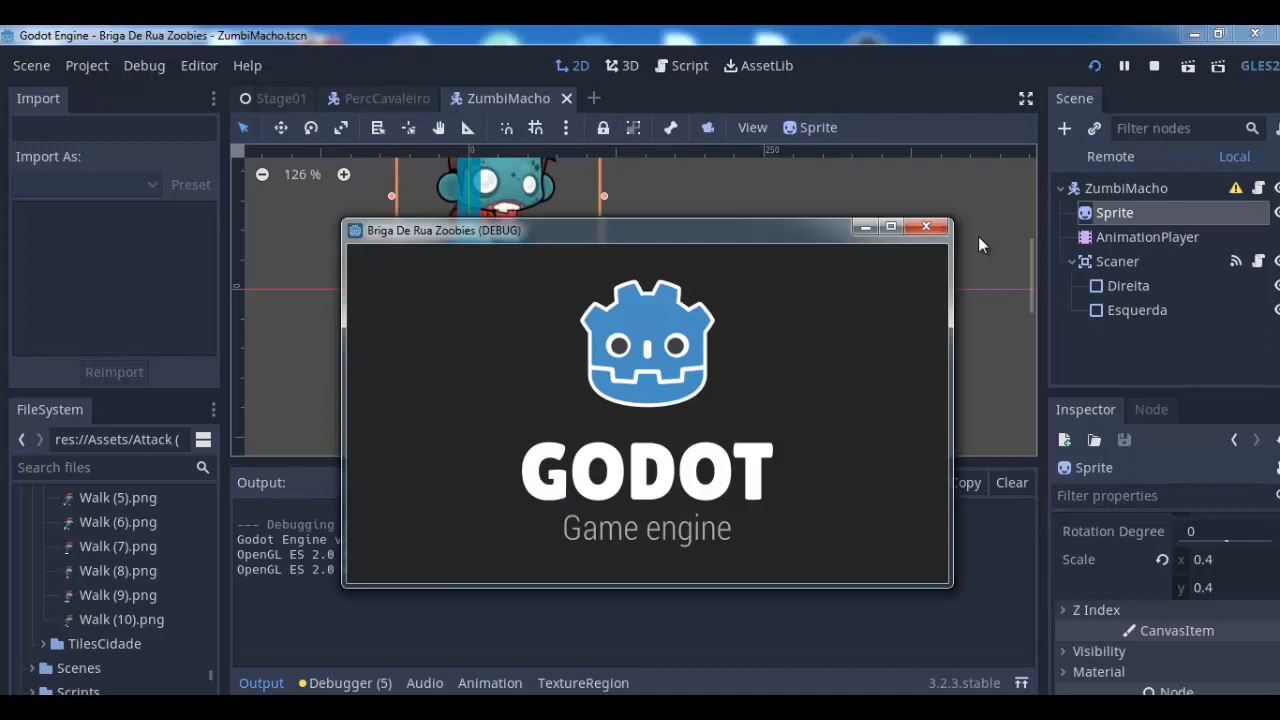 Godot Engine - Briga De Rua Zoobies - ZumbiMacho.tscn
Scene Project Debug Editor Help
2D 3D Script AssetLib
GLES2
Import
Stage01 PercCavaleiro ZumbiMacho
Scene
View Sprite
Filter nodes
Import As:
Preset
0 250
126 %
Remote Local
ZumbiMacho
Sprite
AnimationPlayer
Scaner
Direita
Esquerda
Briga De Rua Zoobies (DEBUG)
GODOT
Game engine
0
Reimport
FileSystem
res://Assets/Attack (
Search files
Walk (5).png
Walk (6).png
Walk (7).png
Walk (8).png
Walk (9).png
Walk (10).png
TilesCidade
Scenes
Scripts
Output:
Copy Clear
--- Debugging
Godot Engine v
OpenGL ES 2.0
OpenGL ES 2.0
Output Debugger (5) Audio Animation TextureRegion
3.2.3.stable
Inspector Node
Sprite
Filter properties
Rotation Degree 0
Scale x 0.4
y 0.4
Z Index
CanvasItem
Visibility
Material
Node